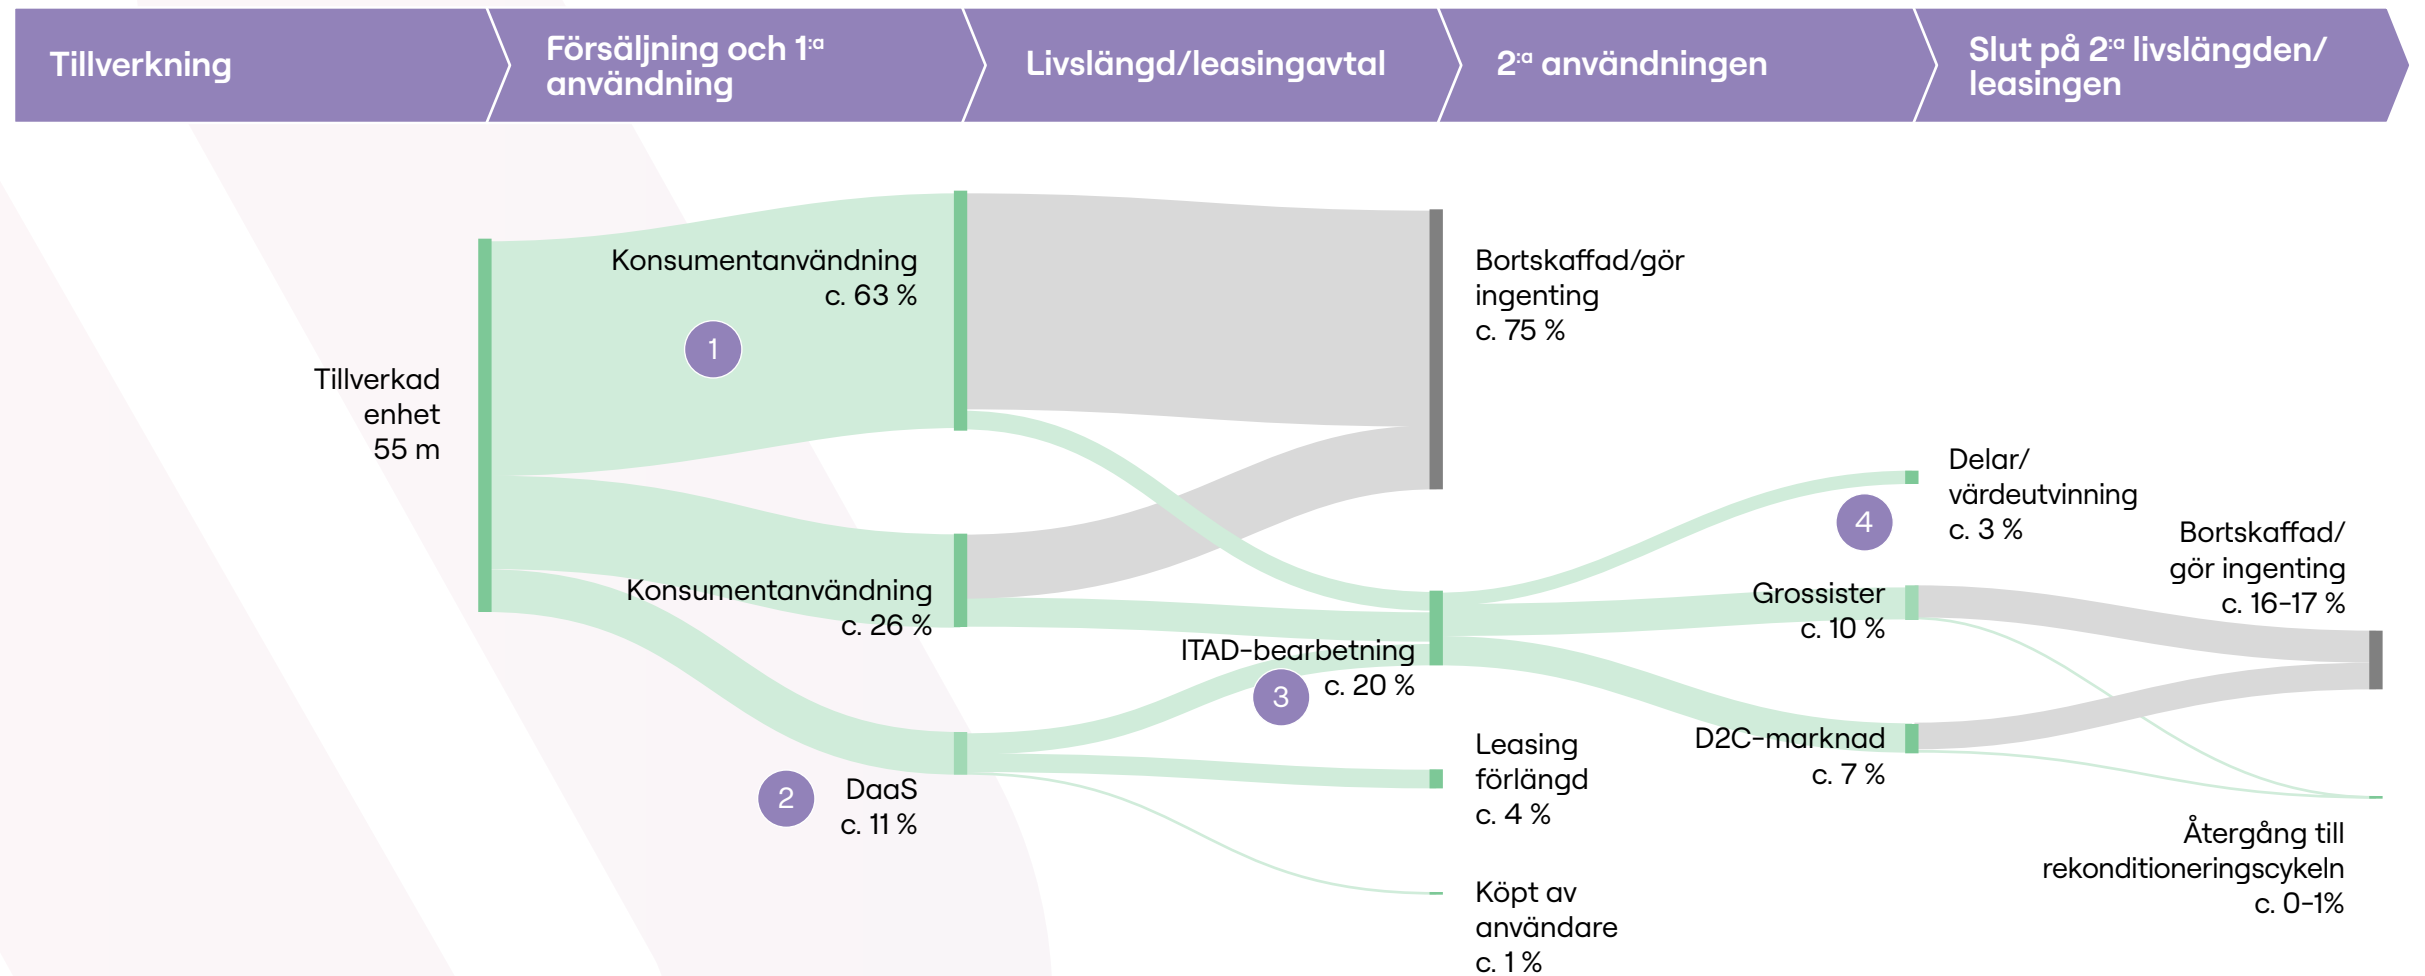 Tillverkning
Försäljning och 1:a
användning
Livslängd/leasingavtal
2:a användningen
Slut på 2:a livslängden/
leasingen
Tillverkad
enhet
55 m
Konsumentanvändning
c. 63 %
1
Konsumentanvändning
c. 26 %
2
DaaS
c. 11 %
Bortskaffad/gör
ingenting
c. 75 %
ITAD-bearbetning
c. 20 %
3
Leasing
förlängd
c. 4 %
Köpt av
användare
c. 1 %
Delar/
värdeutvinning
c. 3 %
4
Grossister
c. 10 %
D2C-marknad
c. 7 %
Bortskaffad/
gör ingenting
c. 16-17 %
Återgång till
rekonditioneringscykeln
c. 0-1%